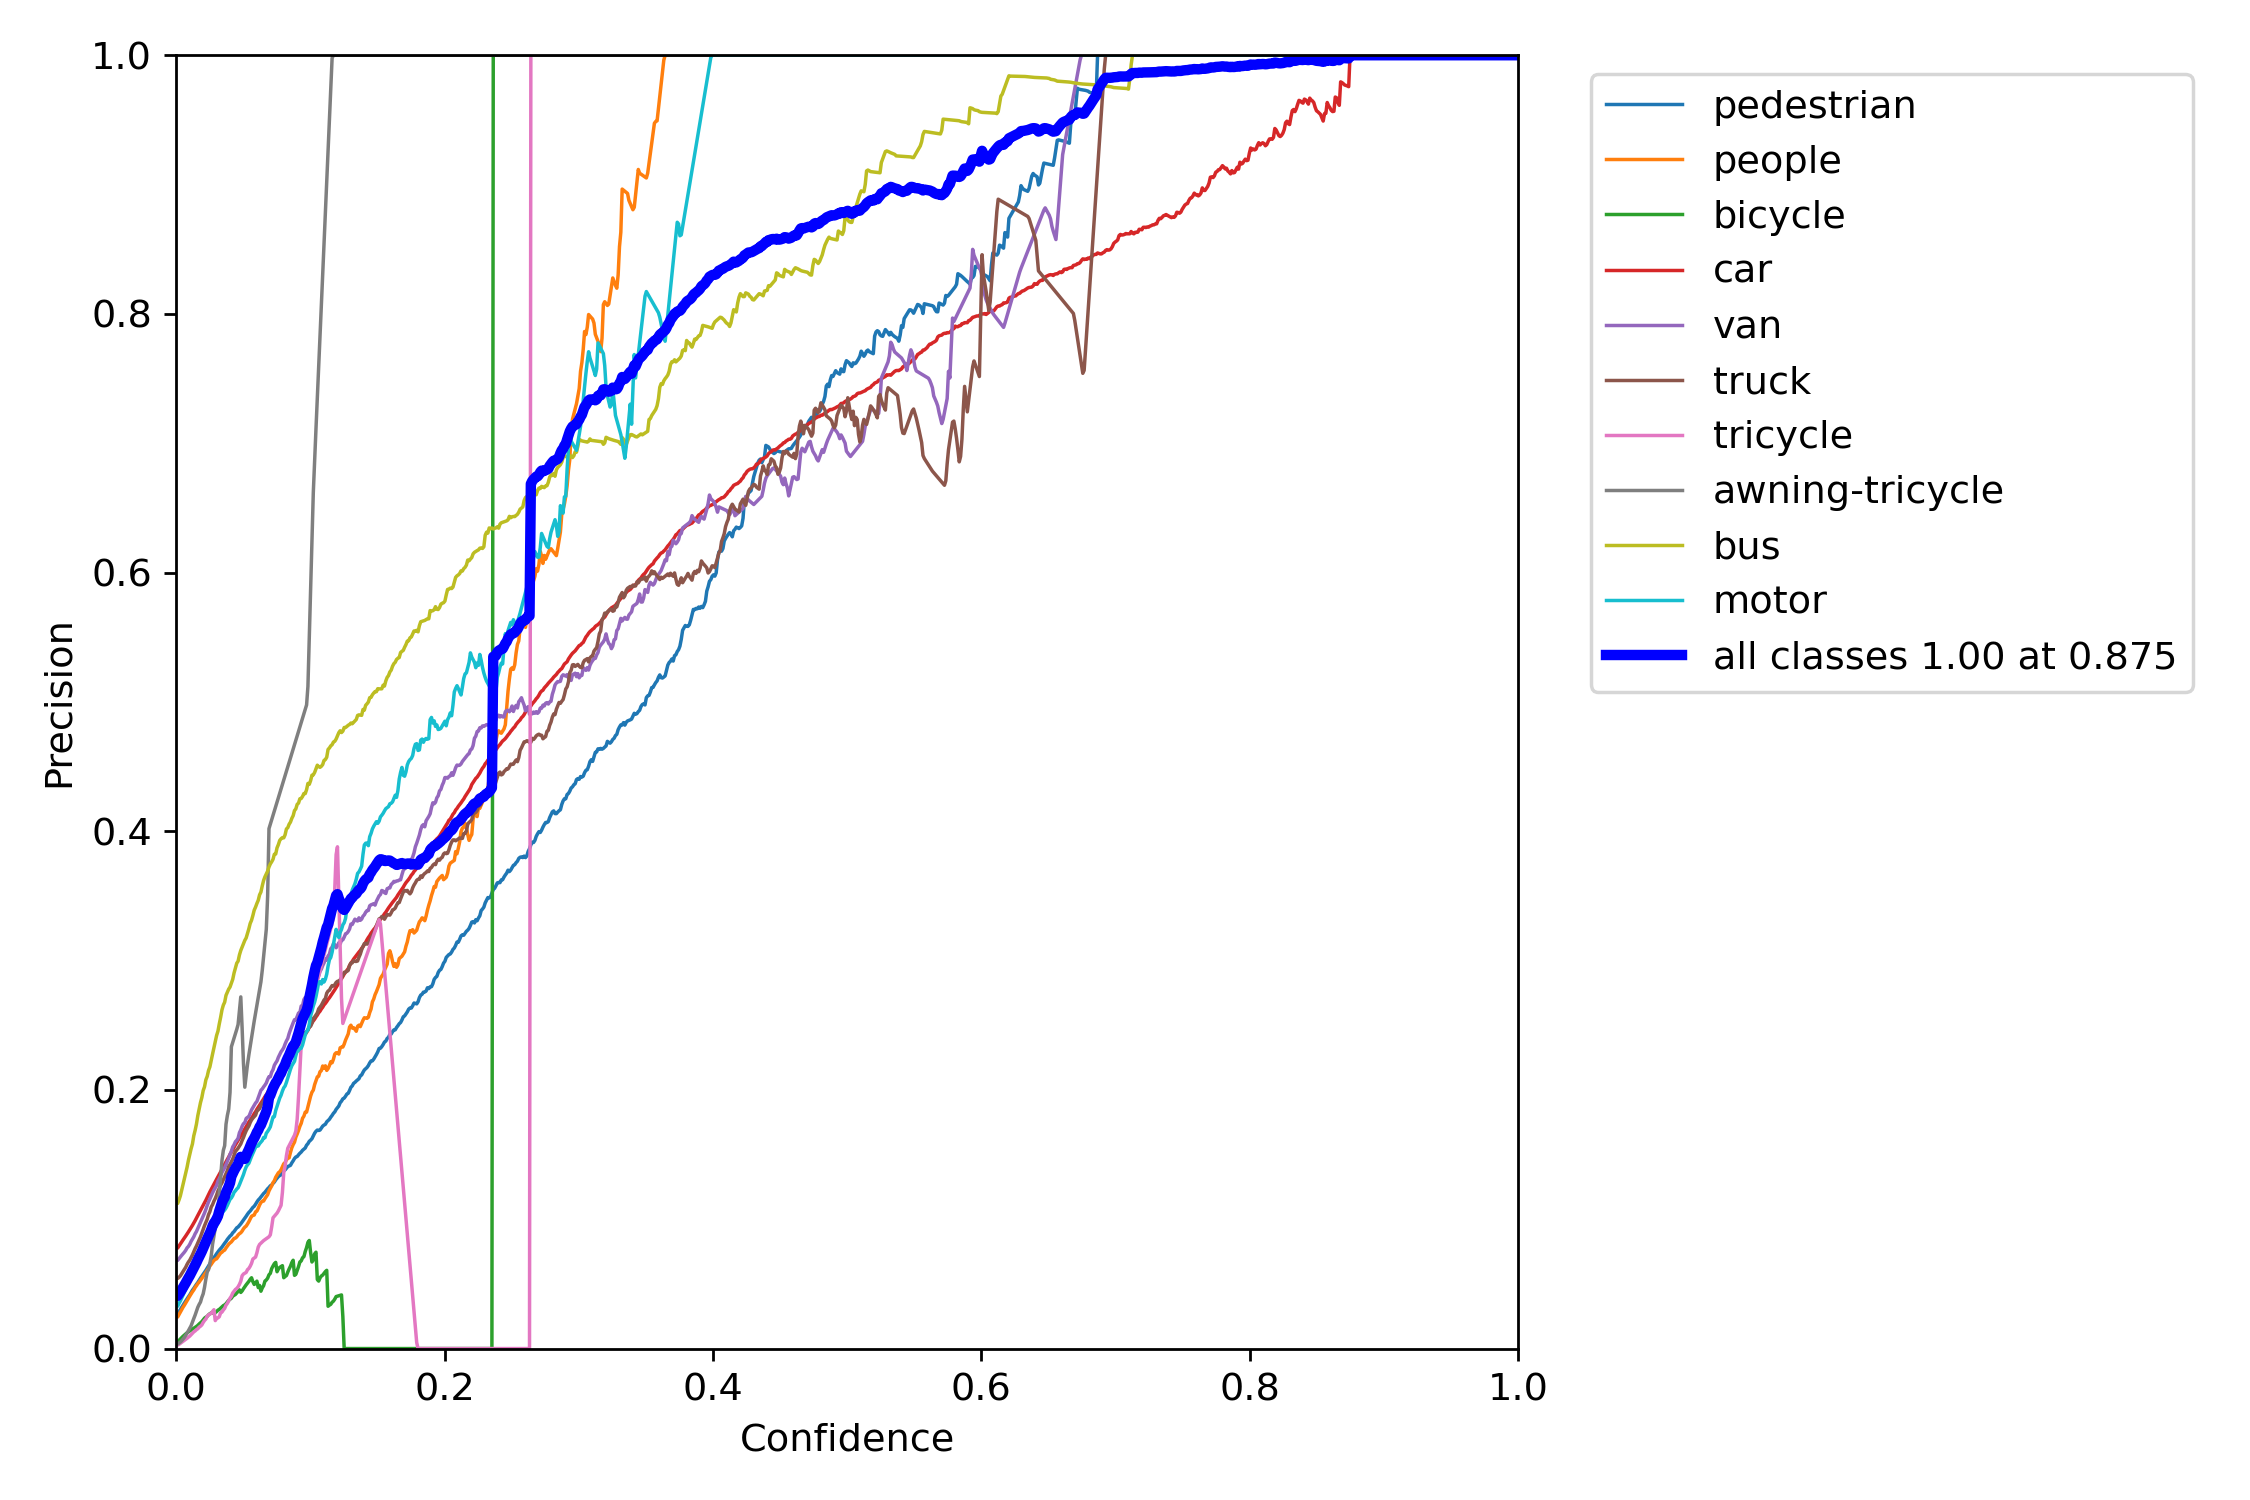 1.0
0.8
0.6
0.4
0.2
0.0
Precision
0.0 0.2 0.4 0.6 0.8 1.0
Confidence
pedestrian
people
bicycle
car
van
truck
tricycle
awning-tricycle
bus
motor
all classes 1.00 at 0.875